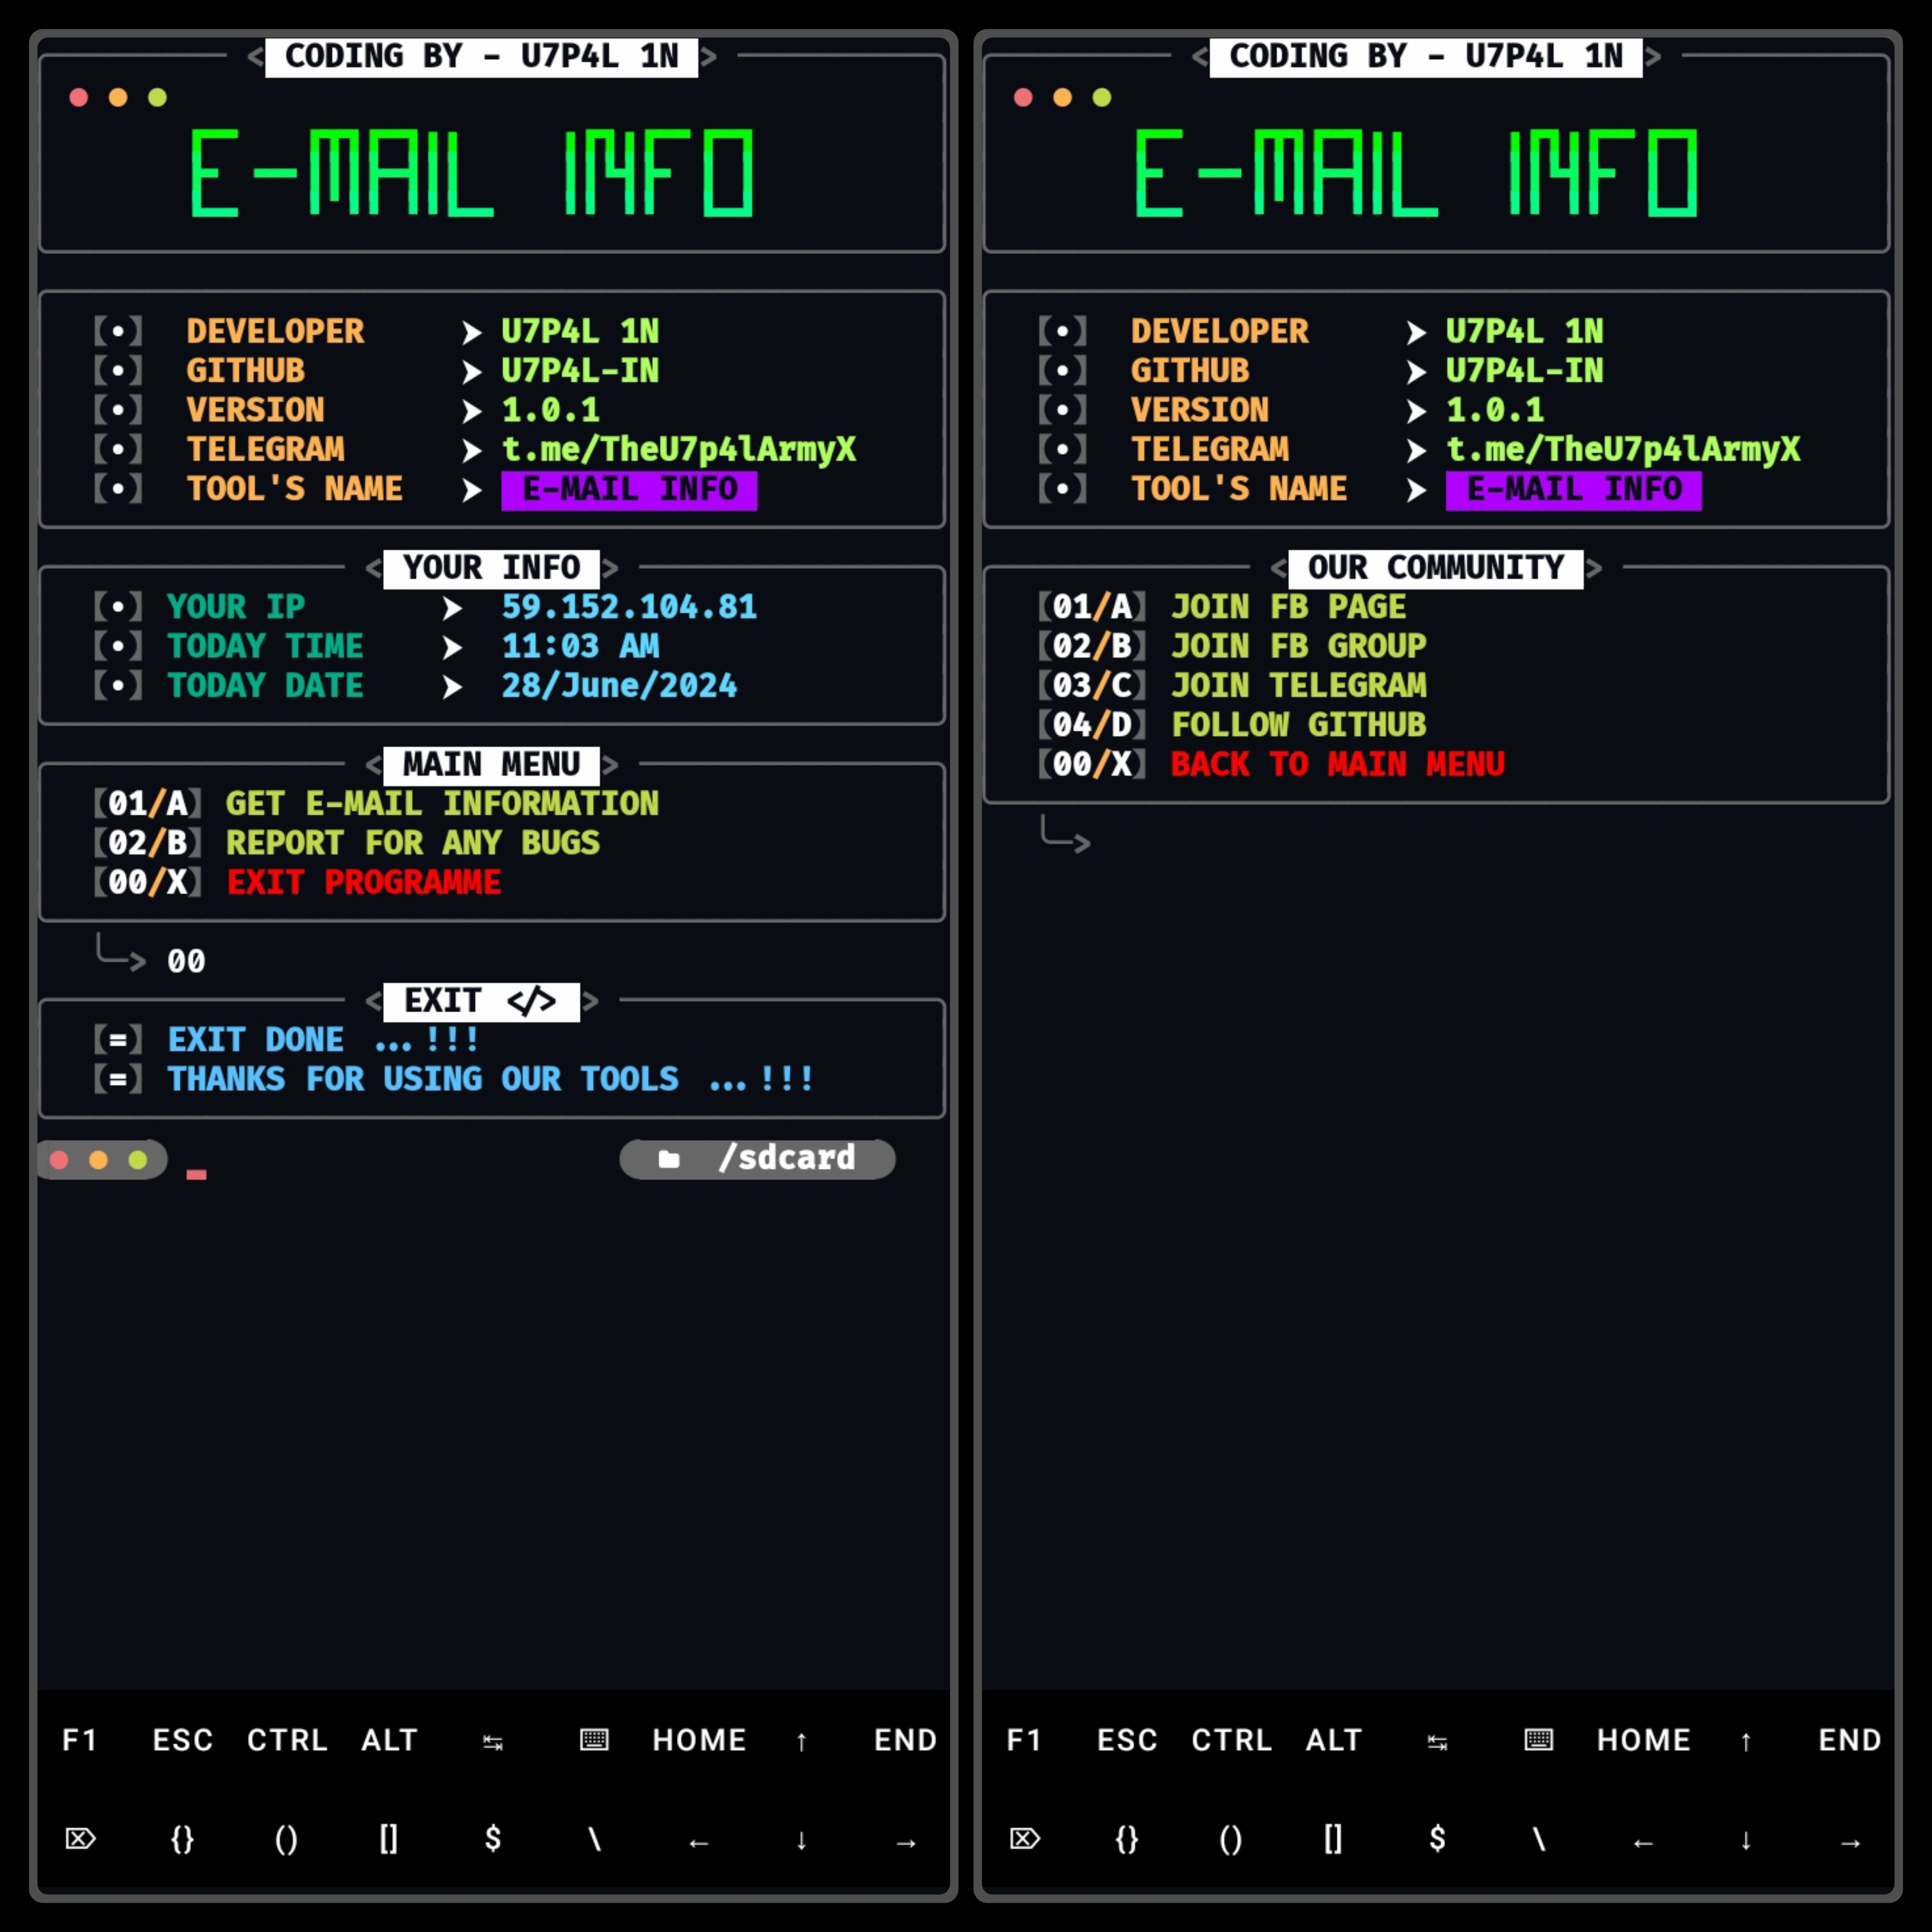 < CODING BY - U7P4L 1N >
E-MAIL INFO
[•] DEVELOPER ➤ U7P4L 1N
[•] GITHUB ➤ U7P4L-IN
[•] VERSION ➤ 1.0.1
[•] TELEGRAM ➤ t.me/TheU7p4lArmyX
[•] TOOL'S NAME ➤ E-MAIL INFO
< YOUR INFO >
[•] YOUR IP ➤ 59.152.104.81
[•] TODAY TIME ➤ 11:03 AM
[•] TODAY DATE ➤ 28/June/2024
< MAIN MENU >
[01/A] GET E-MAIL INFORMATION
[02/B] REPORT FOR ANY BUGS
[00/X] EXIT PROGRAMME
╰─> 00
< EXIT </> >
[=] EXIT DONE ...!!!
[=] THANKS FOR USING OUR TOOLS ...!!!
/sdcard
F1 ESC CTRL ALT ↹ ⌨ HOME ↑ END
⌦ {} () [] $ \ ← ↓ →
< CODING BY - U7P4L 1N >
E-MAIL INFO
[•] DEVELOPER ➤ U7P4L 1N
[•] GITHUB ➤ U7P4L-IN
[•] VERSION ➤ 1.0.1
[•] TELEGRAM ➤ t.me/TheU7p4lArmyX
[•] TOOL'S NAME ➤ E-MAIL INFO
< OUR COMMUNITY >
[01/A] JOIN FB PAGE
[02/B] JOIN FB GROUP
[03/C] JOIN TELEGRAM
[04/D] FOLLOW GITHUB
[00/X] BACK TO MAIN MENU
╰─>
F1 ESC CTRL ALT ↹ ⌨ HOME ↑ END
⌦ {} () [] $ \ ← ↓ →